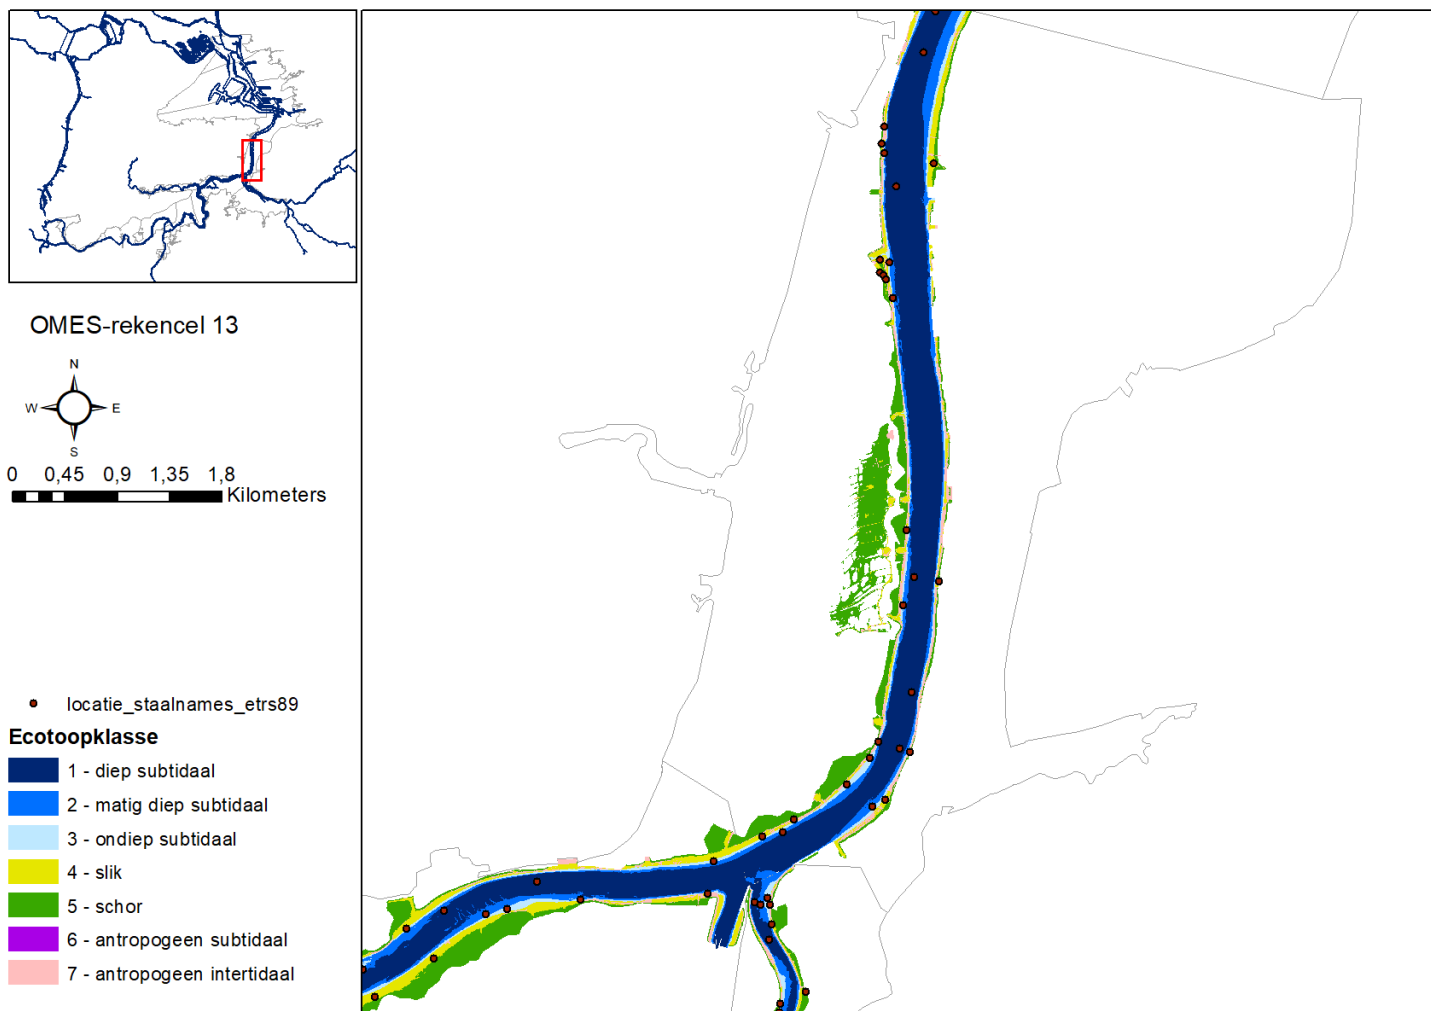 OMES-rekencel 13
N
W E
S
0 0,45 0,9 1,35 1,8
Kilometers
locatie_staalnames_etrs89
Ecotoopklasse
1 - diep subtidaal
2 - matig diep subtidaal
3 - ondiep subtidaal
4 - slik
5 - schor
6 - antropogeen subtidaal
7 - antropogeen intertidaal